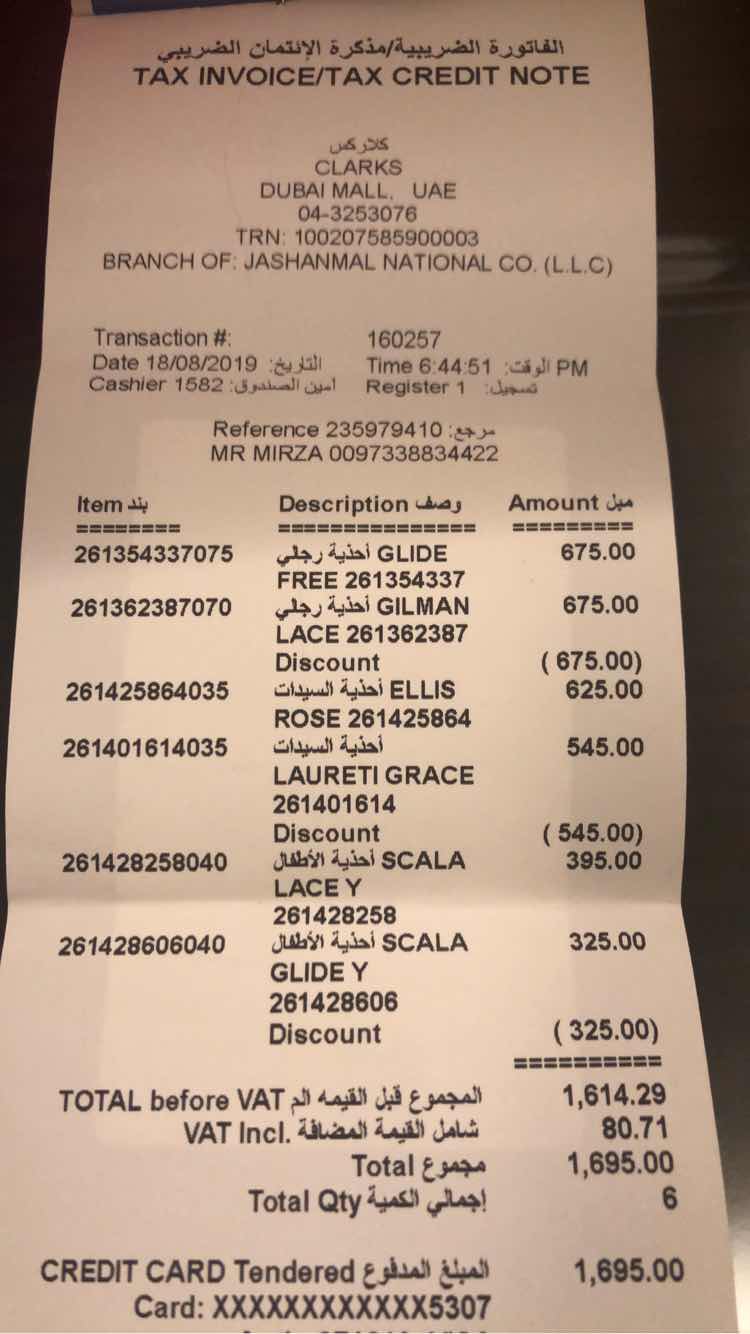 الفاتورة الضريبية/مذكرة الإئتمان الضريبي
TAX INVOICE/TAX CREDIT NOTE
كلاركس
CLARKS
DUBAI MALL, UAE
04-3253076
TRN: 100207585900003
BRANCH OF: JASHANMAL NATIONAL CO. (L.L.C)
Transaction #: 160257
Date 18/08/2019 :التاريخ Time 6:44:51 :الوقت PM
Cashier 1582 :امين الصندوق Register 1 :تسجيل
Reference 235979410 :مرجع
MR MIRZA 0097338834422
Item بند Description وصف Amount مبل
======== =============== =========
261354337075 أحذية رجالي GLIDE 675.00
FREE 261354337
261362387070 أحذية رجالي GILMAN 675.00
LACE 261362387
Discount ( 675.00)
261425864035 أحذية السيدات ELLIS 625.00
ROSE 261425864
261401614035 أحذية السيدات 545.00
LAURETI GRACE
261401614
Discount ( 545.00)
261428258040 أحذية الأطفال SCALA 395.00
LACE Y
261428258
261428606040 أحذية الأطفال SCALA 325.00
GLIDE Y
261428606
Discount ( 325.00)
==========
TOTAL before VAT المجموع قبل القيمه الم 1,614.29
VAT Incl. شامل القيمة المضافة 80.71
Total مجموع 1,695.00
Total Qty إجمالي الكمية 6
CREDIT CARD Tendered المبلغ المدفوع 1,695.00
Card: XXXXXXXXXXXX5307